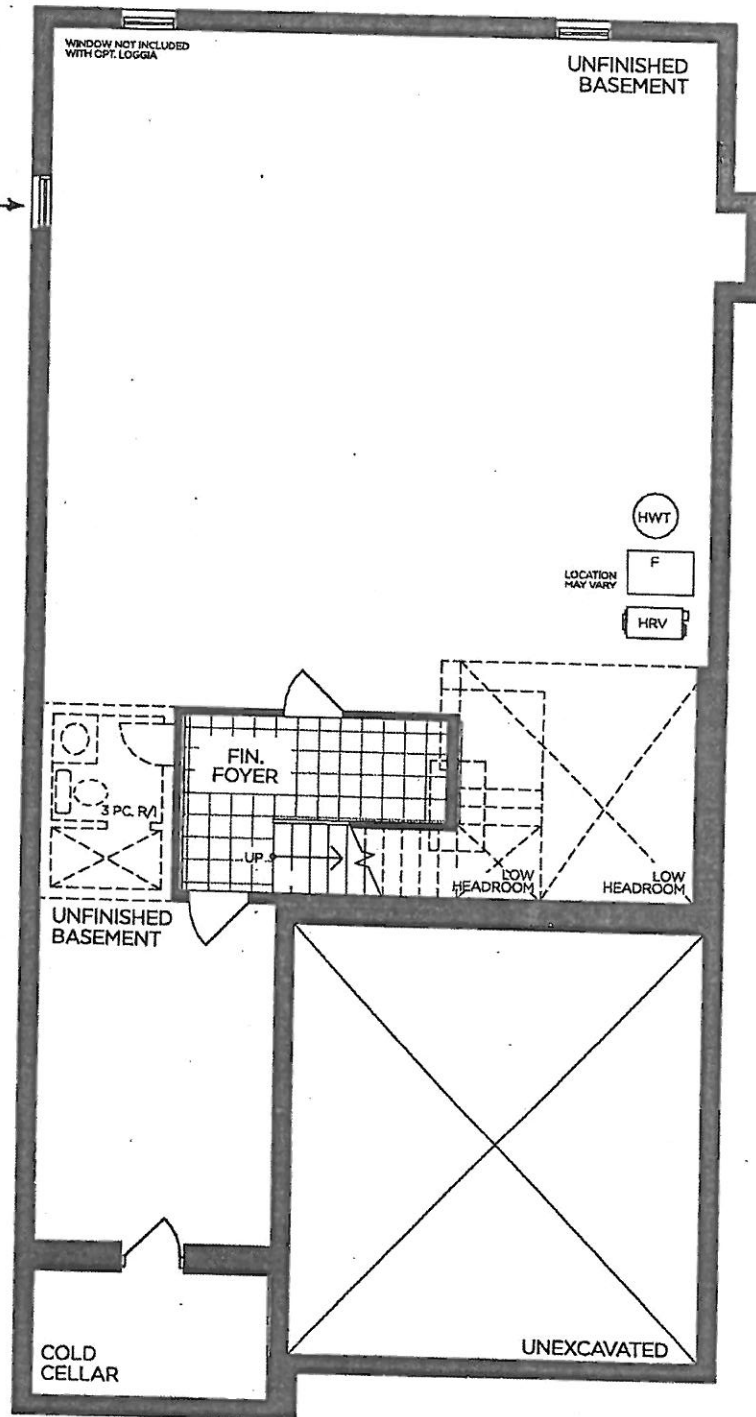 WINDOW NOT INCLUDED
WITH OPT. LOGGIA
UNFINISHED
BASEMENT
HWT
F
LOCATION
MAY VARY
HRV
FIN.
FOYER
3 PC. R/I
UP
LOW
HEADROOM
LOW
HEADROOM
UNFINISHED
BASEMENT
COLD
CELLAR
UNEXCAVATED